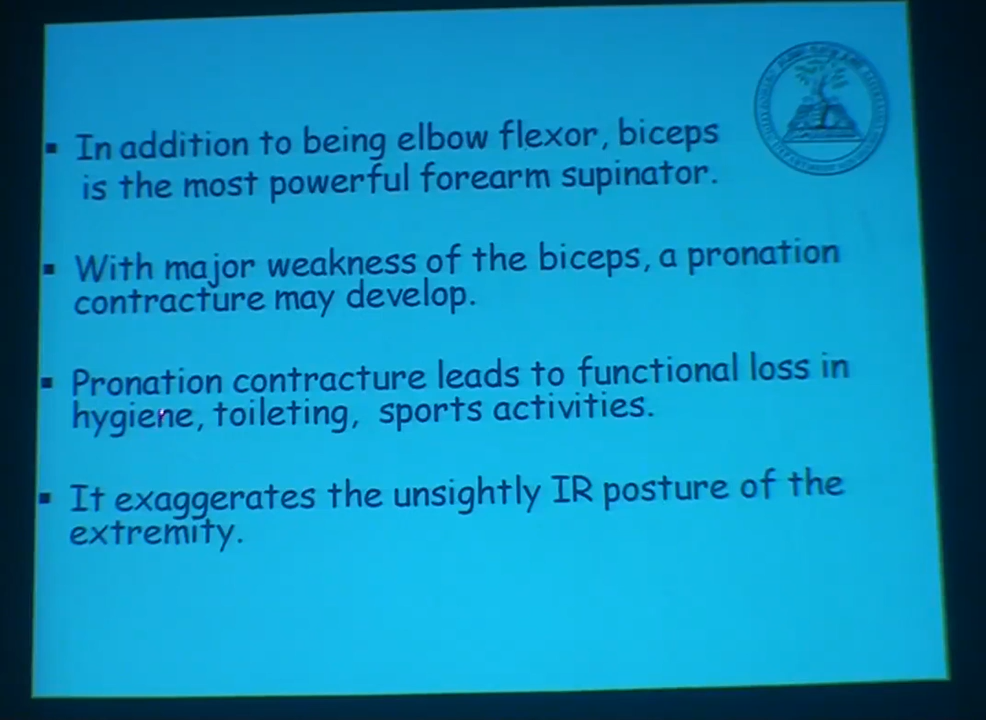 ▪ In addition to being elbow flexor, biceps
is the most powerful forearm supinator.
▪ With major weakness of the biceps, a pronation
contracture may develop.
▪ Pronation contracture leads to functional loss in
hygiene, toileting, sports activities.
▪ It exaggerates the unsightly IR posture of the
extremity.